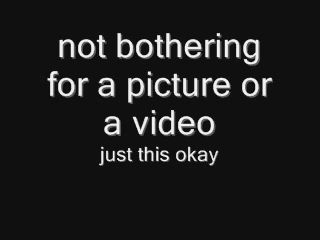 not bothering
for a picture or
a video
just this okay